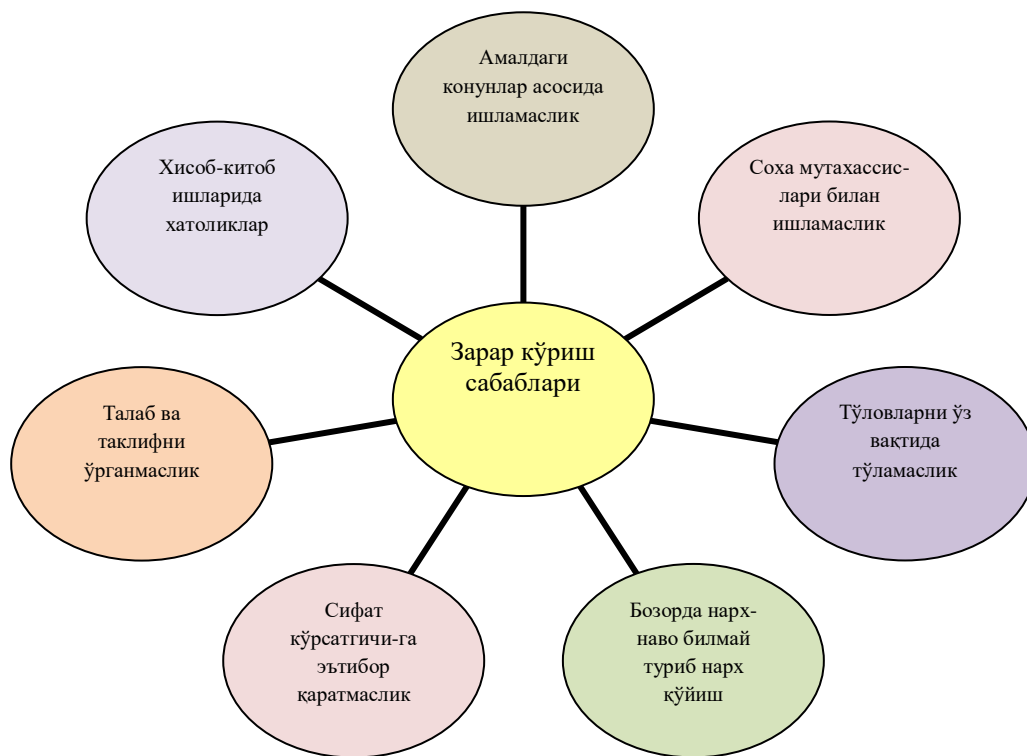 Амалдаги
конунлар асосида
ишламаслик
Хисоб-китоб
ишларида
хатоликлар
Соха мутахассис-
лари билан
ишламаслик
Зарар кўриш
сабаблари
Талаб ва
таклифни
ўрганмаслик
Тўловларни ўз
вақтида
тўламаслик
Сифат
кўрсатгичи-га
эътибор
қаратмаслик
Бозорда нарх-
наво билмай
туриб нарх
қўйиш